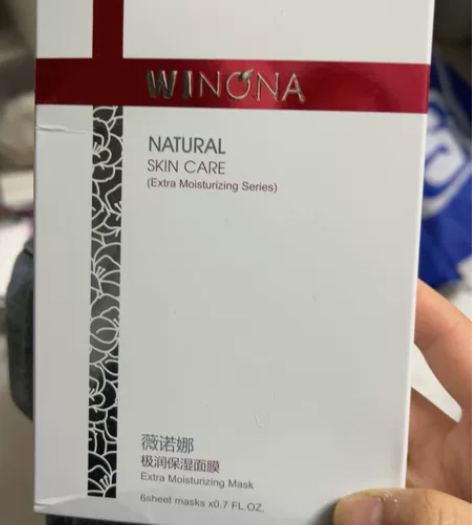 WINONA
NATURAL
SKIN CARE
(Extra Moisturizing Series)
薇诺娜
极润保湿面膜
Extra Moisturizing Mask
6sheet masks x0.7 FL.OZ.